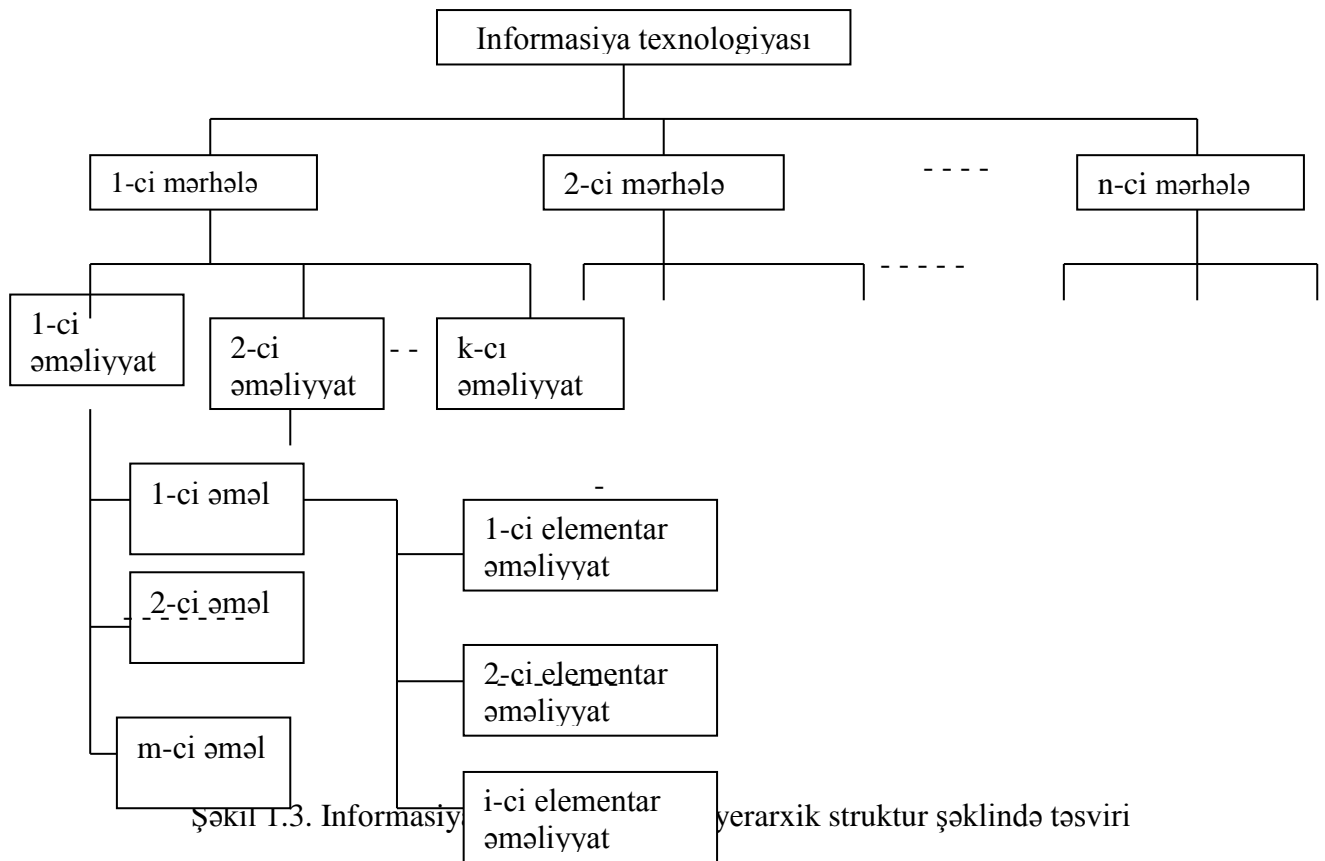 Informasiya texnologiyası
1-ci mərhələ
2-ci mərhələ
- - - -
n-ci mərhələ
- - - - -
1-ci
əməliyyat
2-ci
əməliyyat
- -
k-cı
əməliyyat
1-ci əməl
-
1-ci elementar
əməliyyat
2-ci əməl
- - - - - - -
2-ci elementar
- - - - - -
əməliyyat
m-ci əməl
i-ci elementar
əməliyyat
Şəkil 1.3. Informasiya yerarxik struktur şəklində təsviri